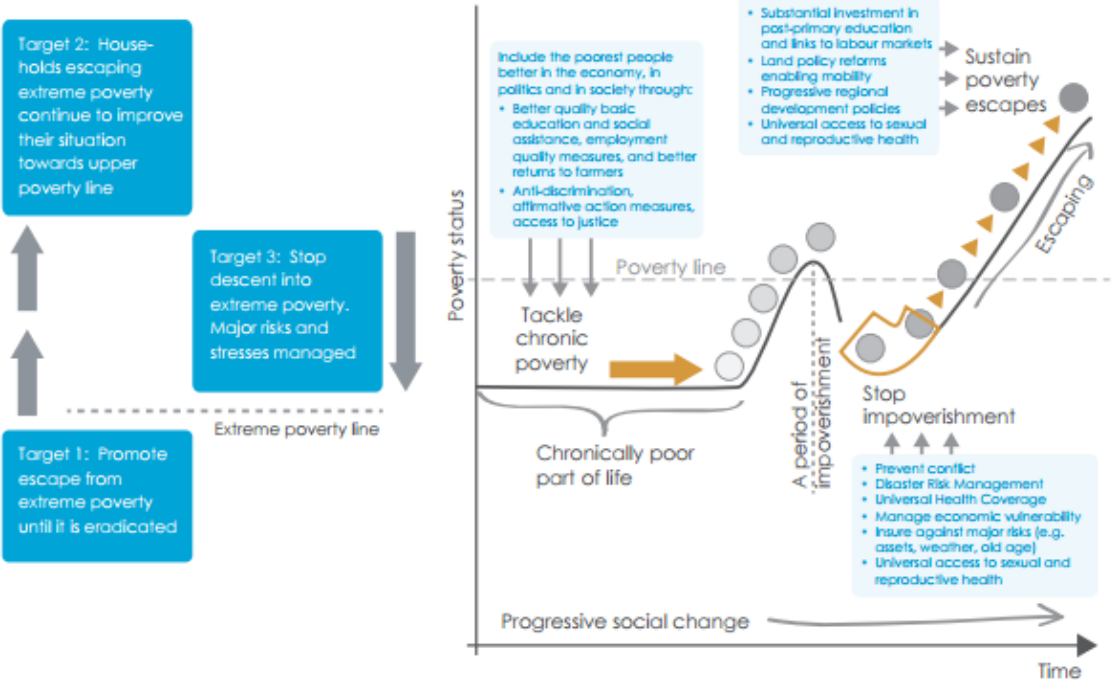 Target 2: House-
holds escaping
extreme poverty
continue to improve
their situation
towards upper
poverty line
Target 3: Stop
descent into
extreme poverty.
Major risks and
stresses managed
Extreme poverty line
Target 1: Promote
escape from
extreme poverty
until it is eradicated
Poverty status
Include the poorest people
better in the economy, in
politics and in society through:
• Better quality basic
education and social
assistance, employment
quality measures, and better
returns to farmers
• Anti-discrimination,
affirmative action measures,
access to justice
• Substantial investment in
post-primary education
and links to labour markets
• Land policy reforms
enabling mobility
• Progressive regional
development policies
• Universal access to sexual
and reproductive health
Sustain
poverty
escapes
Escaping
Poverty line
Tackle
chronic
poverty
Chronically poor
part of life
A period of
impoverishment
Stop
impoverishment
• Prevent conflict
• Disaster Risk Management
• Universal Health Coverage
• Manage economic vulnerability
• Insure against major risks (e.g.
assets, weather, old age)
• Universal access to sexual and
reproductive health
Progressive social change
Time